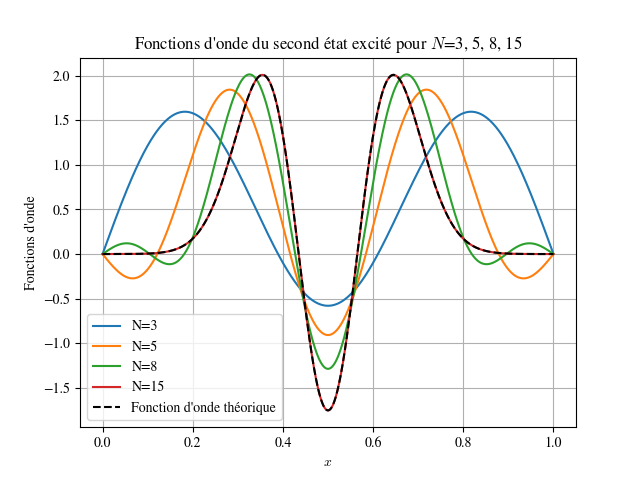 Fonctions d'onde du second état excité pour N=3, 5, 8, 15
Fonctions d'onde
2.0
1.5
1.0
0.5
0.0
−0.5
−1.0
−1.5
N=3
N=5
N=8
N=15
Fonction d'onde théorique
0.0 0.2 0.4 0.6 0.8 1.0
x